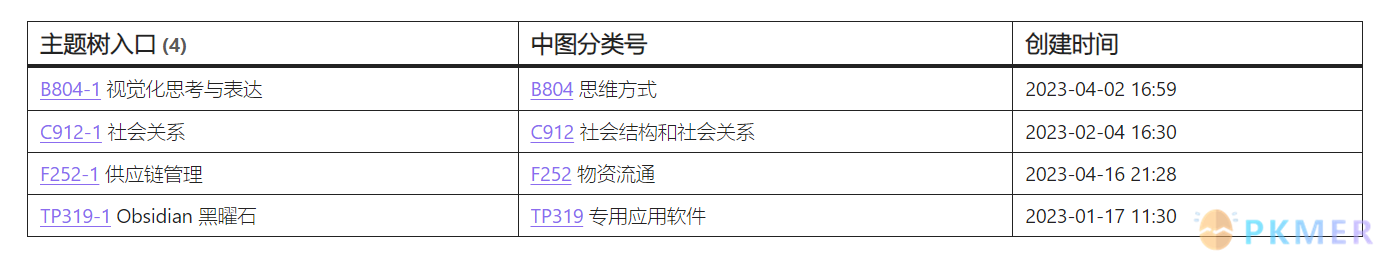 主题树入口 (4) 中图分类号 创建时间
B804-1 视觉化思考与表达 B804 思维方式 2023-04-02 16:59
C912-1 社会关系 C912 社会结构和社会关系 2023-02-04 16:30
F252-1 供应链管理 F252 物资流通 2023-04-16 21:28
TP319-1 Obsidian 黑曜石 TP319 专用应用软件 2023-01-17 11:30
PKMER